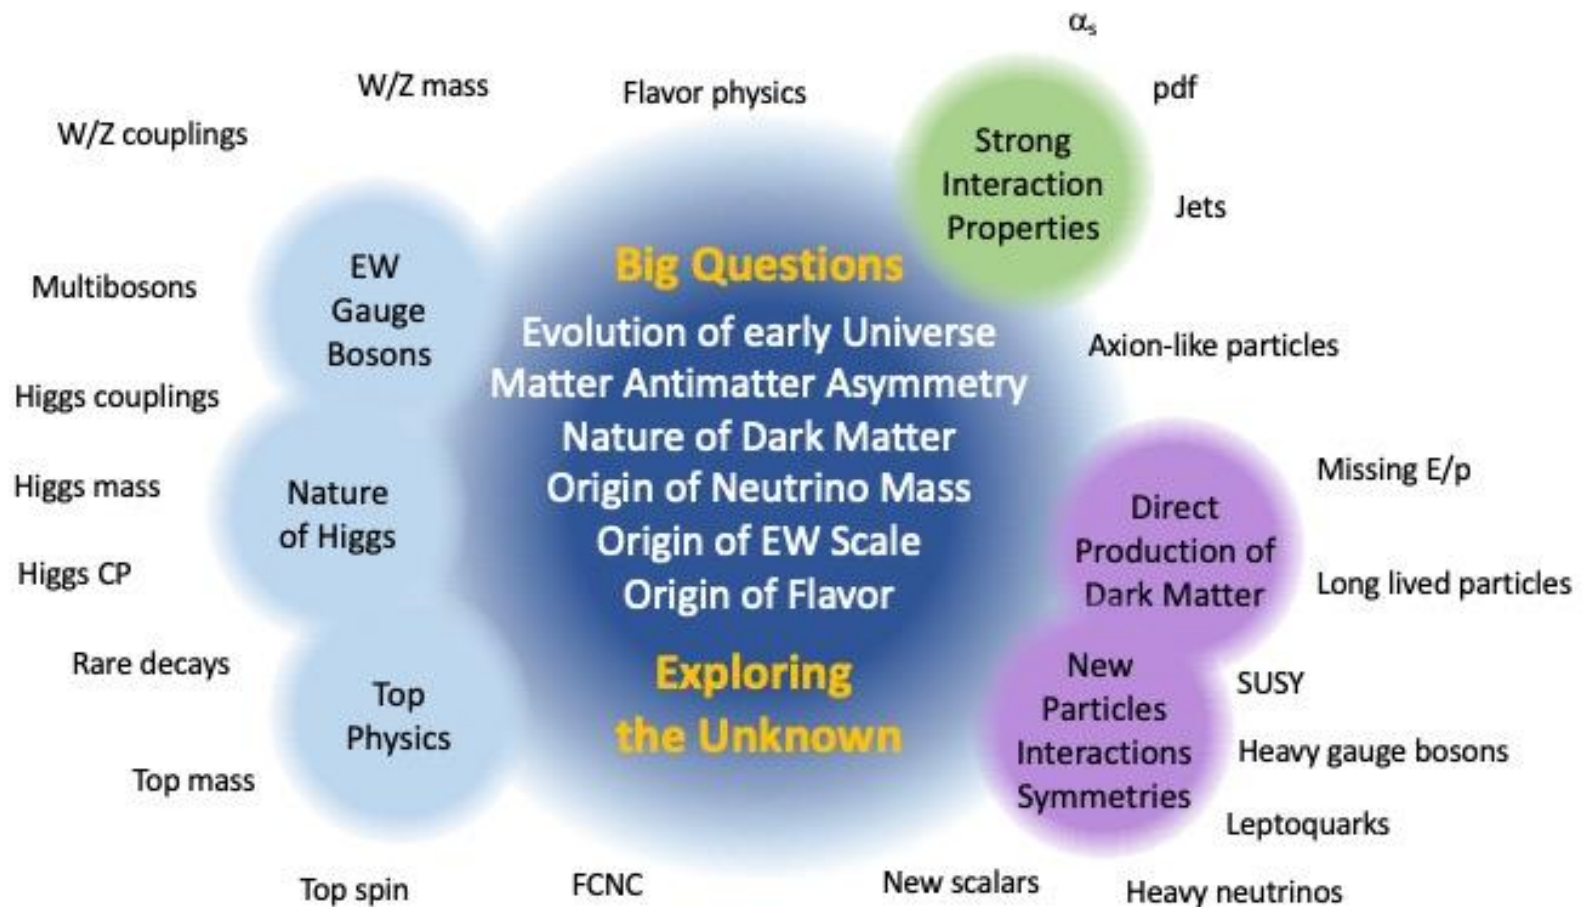 α_s
W/Z mass
Flavor physics
pdf
W/Z couplings
Strong
Interaction
Properties
Jets
EW
Gauge
Bosons
Multibosons
Big Questions
Evolution of early Universe
Matter Antimatter Asymmetry
Nature of Dark Matter
Origin of Neutrino Mass
Origin of EW Scale
Origin of Flavor
Exploring
the Unknown
Axion-like particles
Higgs couplings
Higgs mass
Nature
of Higgs
Higgs CP
Missing E/p
Direct
Production of
Dark Matter
Long lived particles
Rare decays
Top
Physics
Top mass
New
Particles
Interactions
Symmetries
SUSY
Heavy gauge bosons
Leptoquarks
Top spin
FCNC
New scalars
Heavy neutrinos